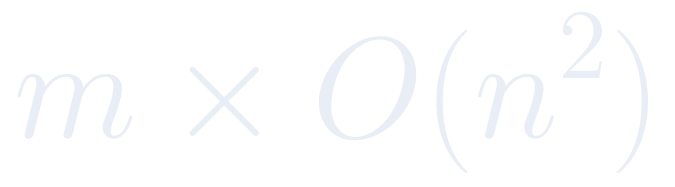 m × O(n²)